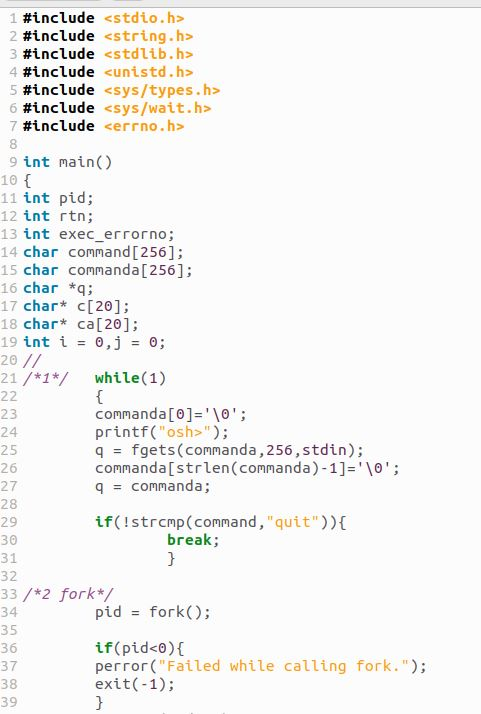 1 #include <stdio.h>
2 #include <string.h>
3 #include <stdlib.h>
4 #include <unistd.h>
5 #include <sys/types.h>
6 #include <sys/wait.h>
7 #include <errno.h>
8
9 int main()
10 {
11 int pid;
12 int rtn;
13 int exec_errorno;
14 char command[256];
15 char commanda[256];
16 char *q;
17 char* c[20];
18 char* ca[20];
19 int i = 0,j = 0;
20 //
21 /*1*/   while(1)
22         {
23         commanda[0]='\0';
24         printf("osh>");
25         q = fgets(commanda,256,stdin);
26         commanda[strlen(commanda)-1]='\0';
27         q = commanda;
28
29         if(!strcmp(command,"quit")){
30                 break;
31                 }
32
33 /*2 fork*/
34         pid = fork();
35
36         if(pid<0){
37         perror("Failed while calling fork.");
38         exit(-1);
39         }